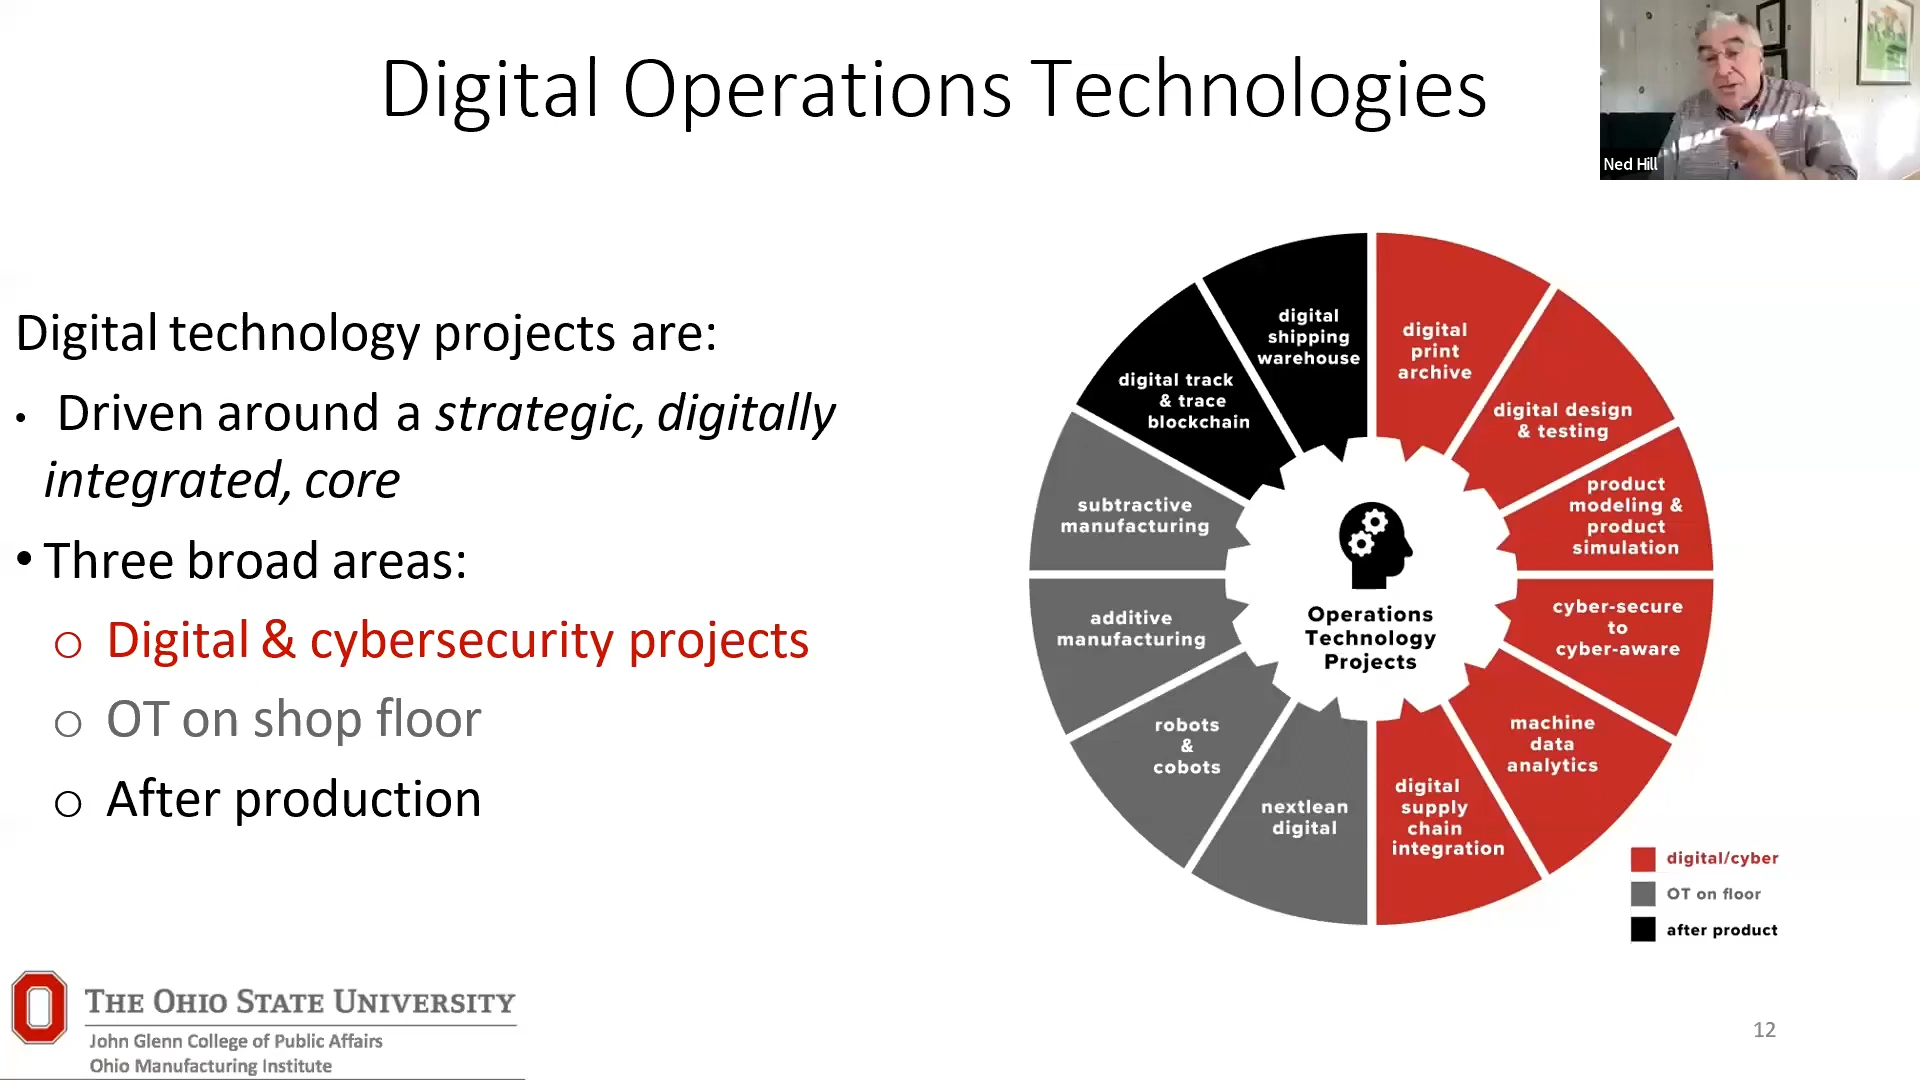 Digital Operations Technologies
Ned Hill
Digital technology projects are:
• Driven around a strategic, digitally
integrated, core
• Three broad areas:
o Digital & cybersecurity projects
o OT on shop floor
o After production
digital
shipping
warehouse
digital
print
archive
digital design
& testing
product
modeling &
product
simulation
cyber-secure
to
cyber-aware
machine
data
analytics
digital
supply
chain
integration
nextlean
digital
robots
&
cobots
additive
manufacturing
subtractive
manufacturing
digital track
& trace
blockchain
Operations
Technology
Projects
digital/cyber
OT on floor
after product
THE OHIO STATE UNIVERSITY
John Glenn College of Public Affairs
Ohio Manufacturing Institute
12